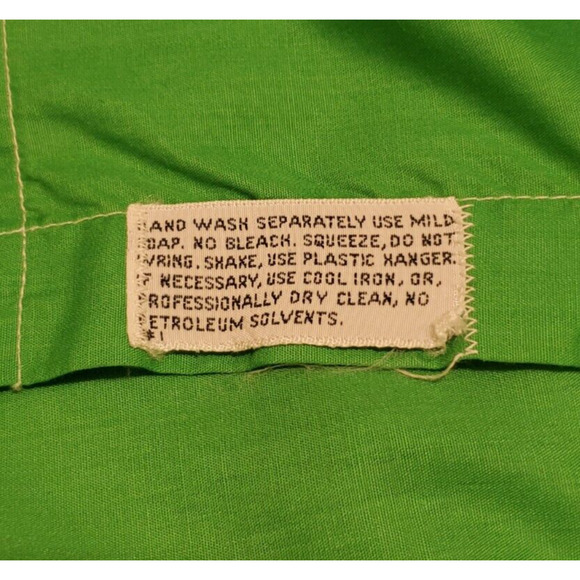 HAND WASH SEPARATELY USE MILD
SOAP. NO BLEACH. SQUEEZE, DO NOT
WRING. SHAKE, USE PLASTIC HANGER.
IF NECESSARY, USE COOL IRON, OR,
PROFESSIONALLY DRY CLEAN, NO
PETROLEUM SOLVENTS.
#1